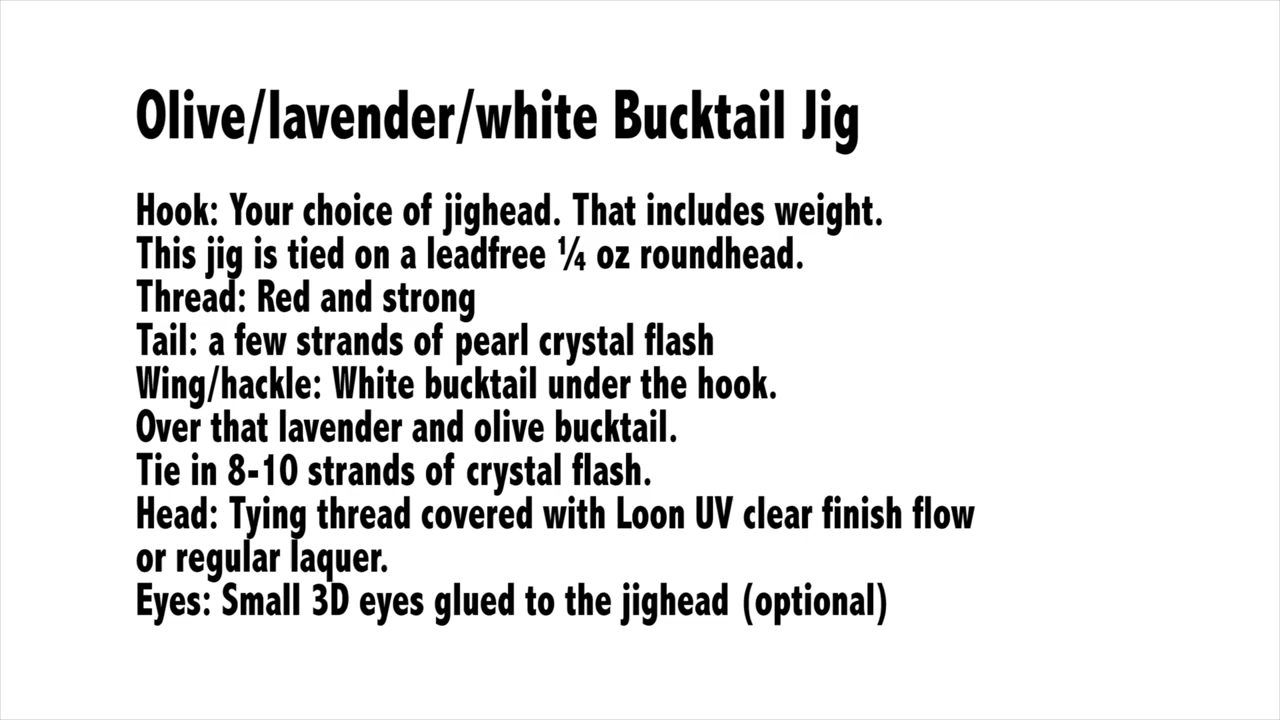 Olive/lavender/white Bucktail Jig
Hook: Your choice of jighead. That includes weight.
This jig is tied on a leadfree ¼ oz roundhead.
Thread: Red and strong
Tail: a few strands of pearl crystal flash
Wing/hackle: White bucktail under the hook.
Over that lavender and olive bucktail.
Tie in 8-10 strands of crystal flash.
Head: Tying thread covered with Loon UV clear finish flow
or regular laquer.
Eyes: Small 3D eyes glued to the jighead (optional)